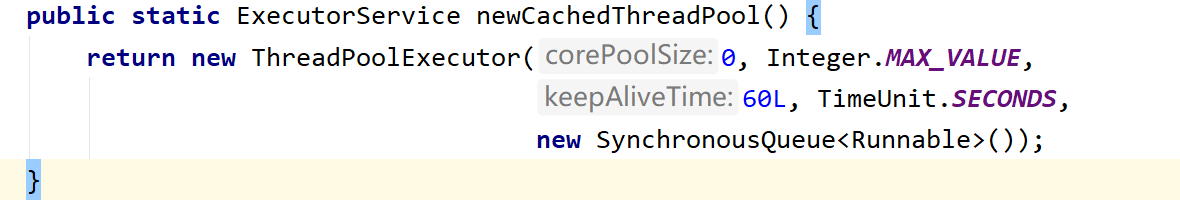 public static ExecutorService newCachedThreadPool() {
return new ThreadPoolExecutor( corePoolSize: 0, Integer.MAX_VALUE,
keepAliveTime: 60L, TimeUnit.SECONDS,
new SynchronousQueue<Runnable>());
}